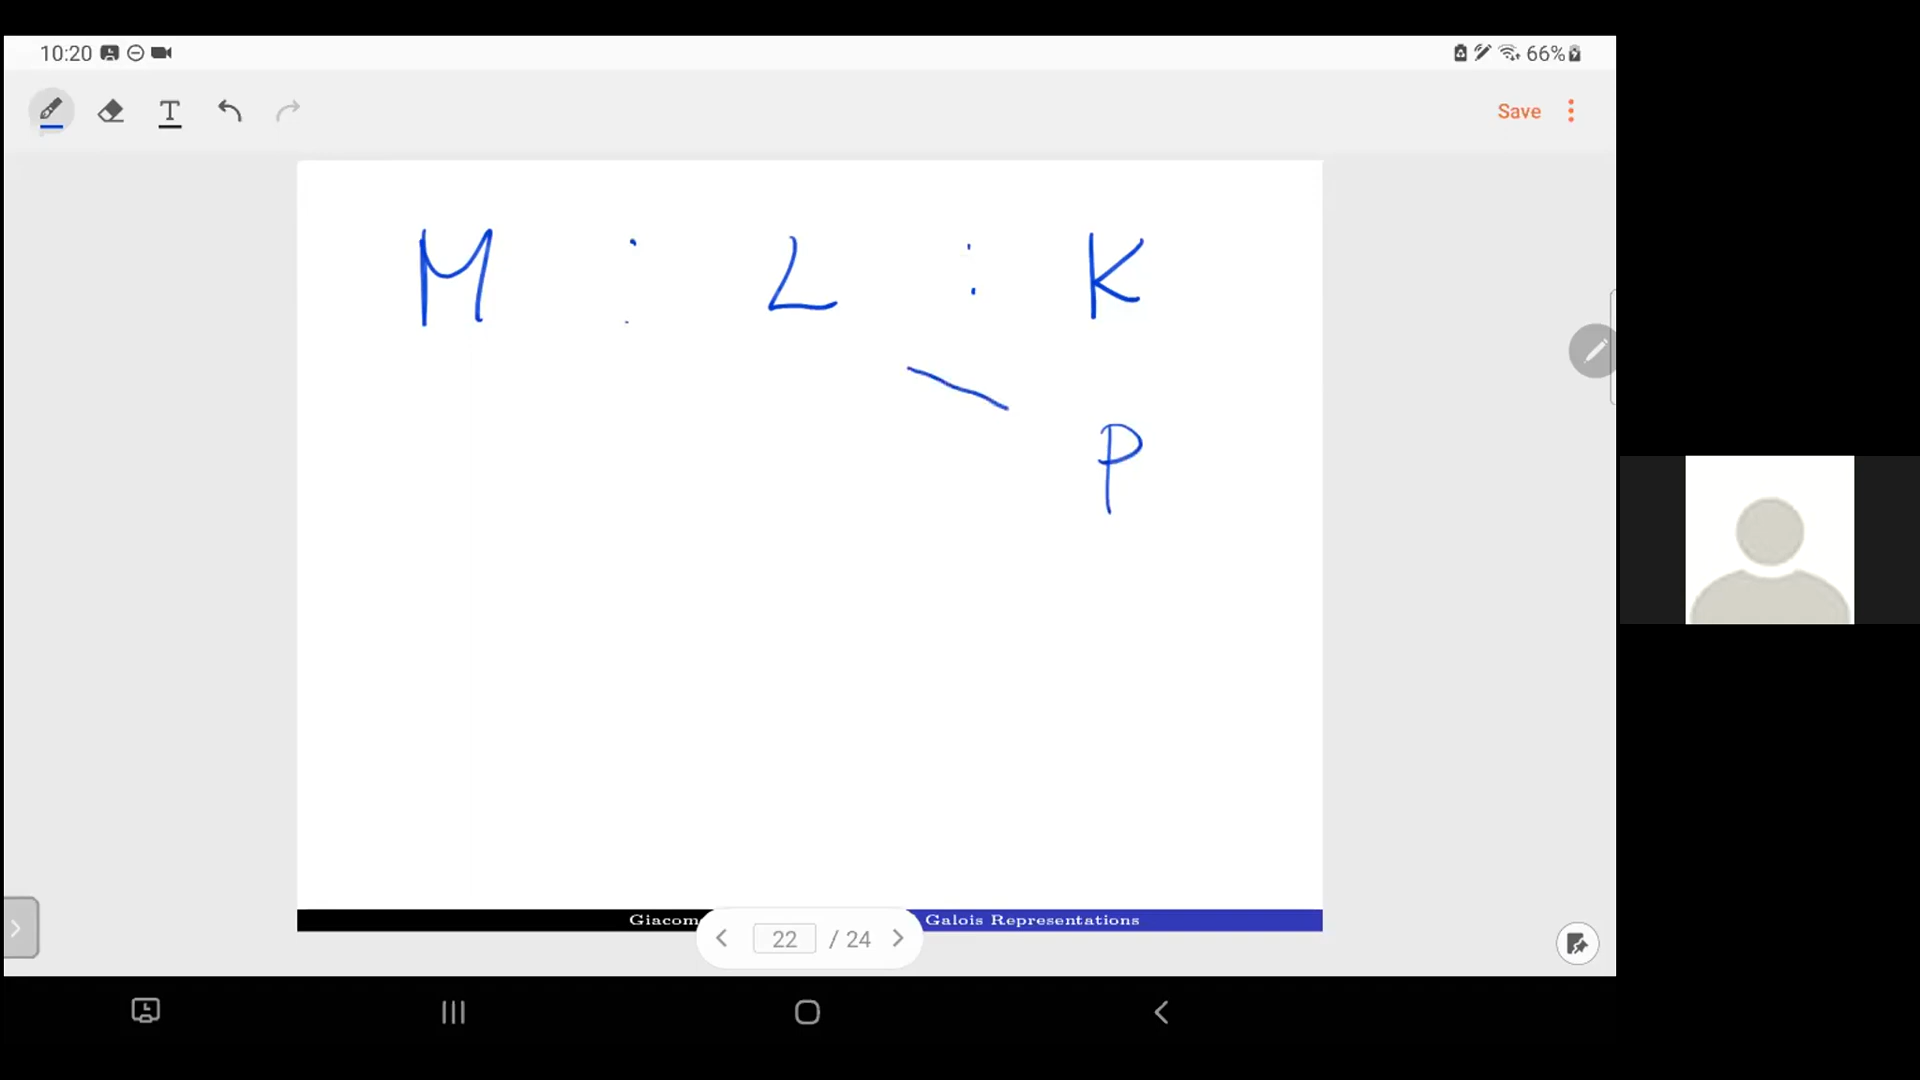 10:20 66%
T Save
M : L : K
P
Giacom Galois Representations
22 / 24